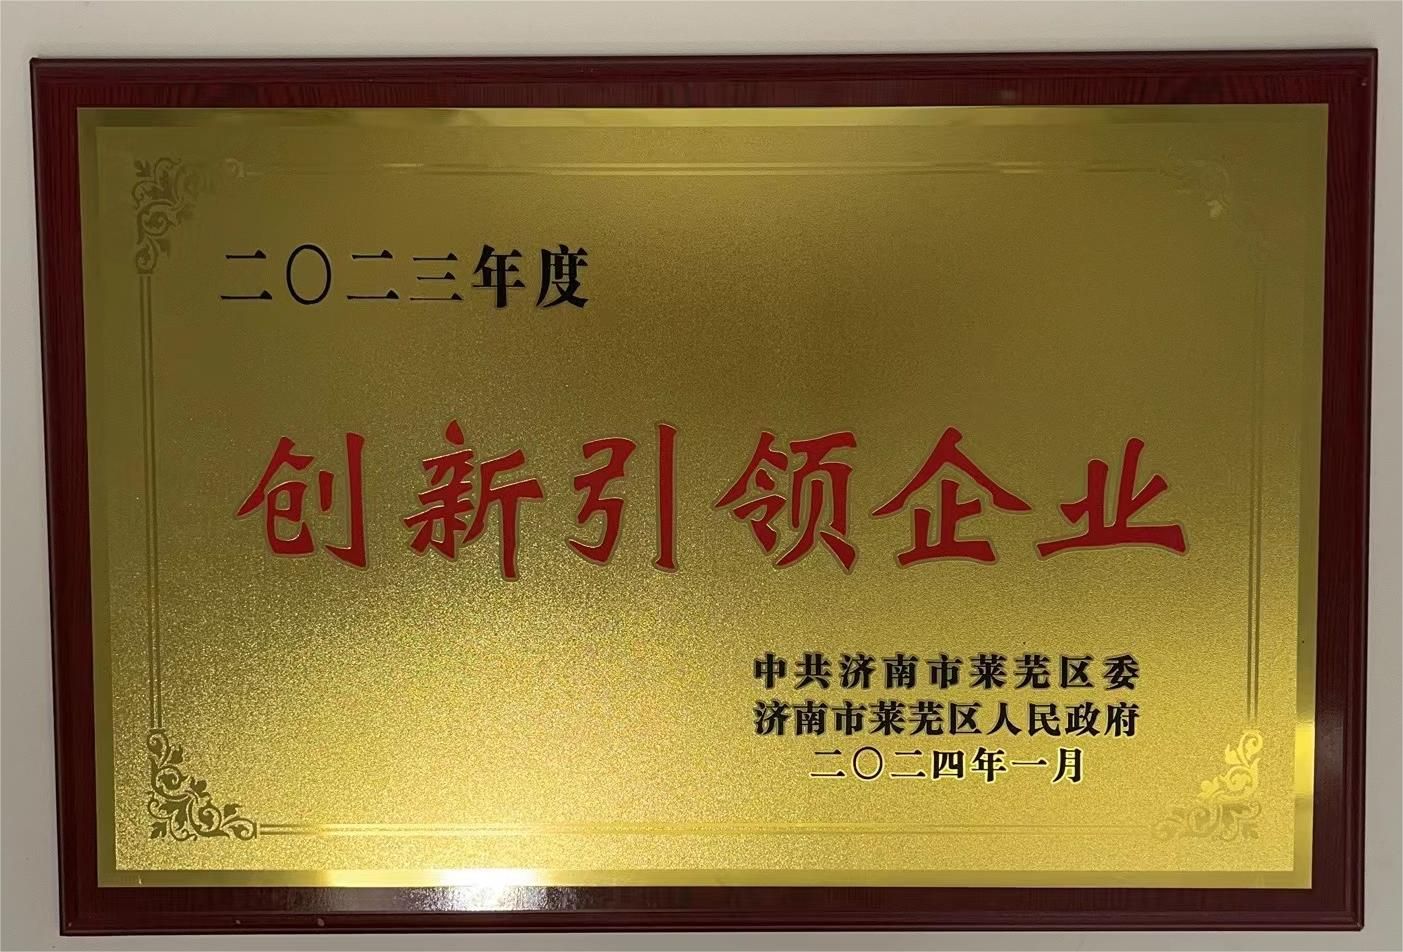 二〇二三年度
创新引领企业
中共济南市莱芜区委
济南市莱芜区人民政府
二〇二四年一月